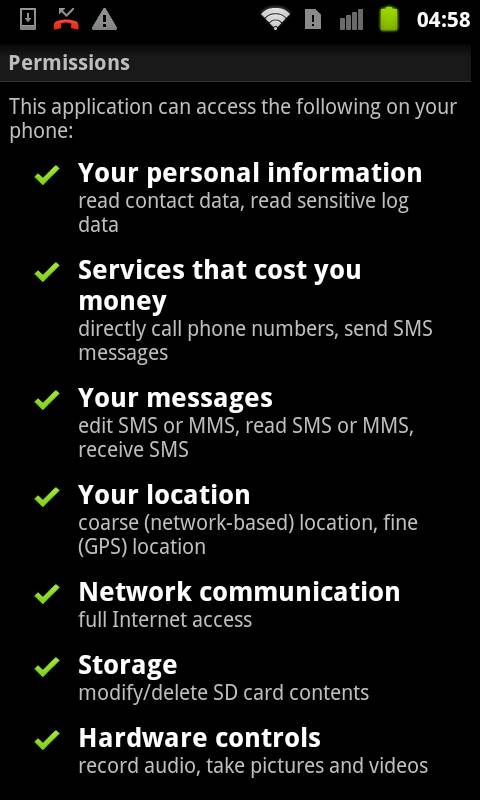 04:58
Permissions
This application can access the following on your
phone:
Your personal information
read contact data, read sensitive log
data
Services that cost you
money
directly call phone numbers, send SMS
messages
Your messages
edit SMS or MMS, read SMS or MMS,
receive SMS
Your location
coarse (network-based) location, fine
(GPS) location
Network communication
full Internet access
Storage
modify/delete SD card contents
Hardware controls
record audio, take pictures and videos